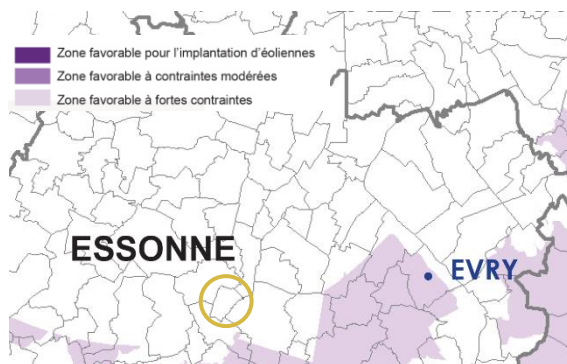 Zone favorable pour l'implantation d'éoliennes
Zone favorable à contraintes modérées
Zone favorable à fortes contraintes
ESSONNE
EVRY